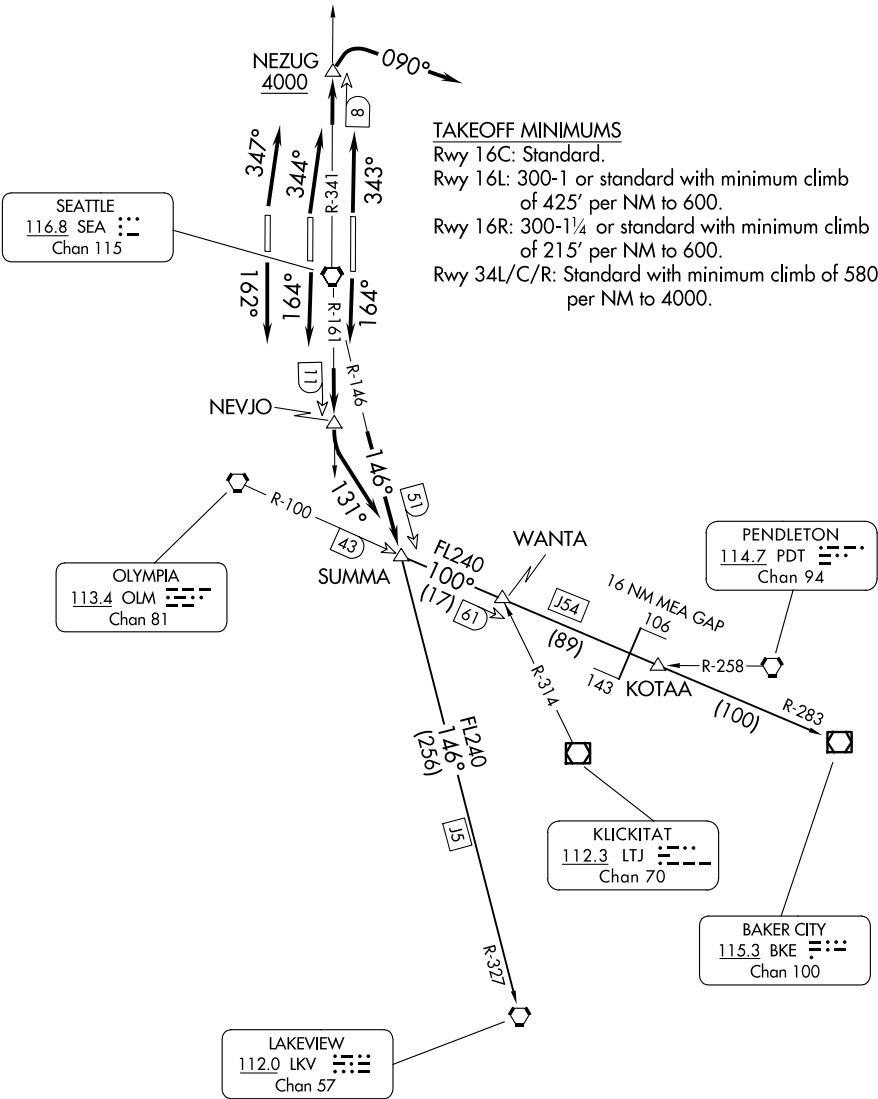 NEZUG
4000
090°
8
347°
344°
343°
R-341
TAKEOFF MINIMUMS
Rwy 16C: Standard.
Rwy 16L: 300-1 or standard with minimum climb
of 425' per NM to 600.
Rwy 16R: 300-1¼ or standard with minimum climb
of 215' per NM to 600.
Rwy 34L/C/R: Standard with minimum climb of 580
per NM to 4000.
SEATTLE
116.8 SEA
Chan 115
162°
164°
164°
R-161
11
R-146
NEVJO
131°
146°
51
R-100
43
OLYMPIA
113.4 OLM
Chan 81
SUMMA
FL240
100°
(17)
61
WANTA
J54
(89)
16 NM MEA GAP
106
143
KOTAA
R-258
PENDLETON
114.7 PDT
Chan 94
R-314
(100)
R-283
FL240
146°
(256)
J5
KLICKITAT
112.3 LTJ
Chan 70
BAKER CITY
115.3 BKE
Chan 100
R-327
LAKEVIEW
112.0 LKV
Chan 57